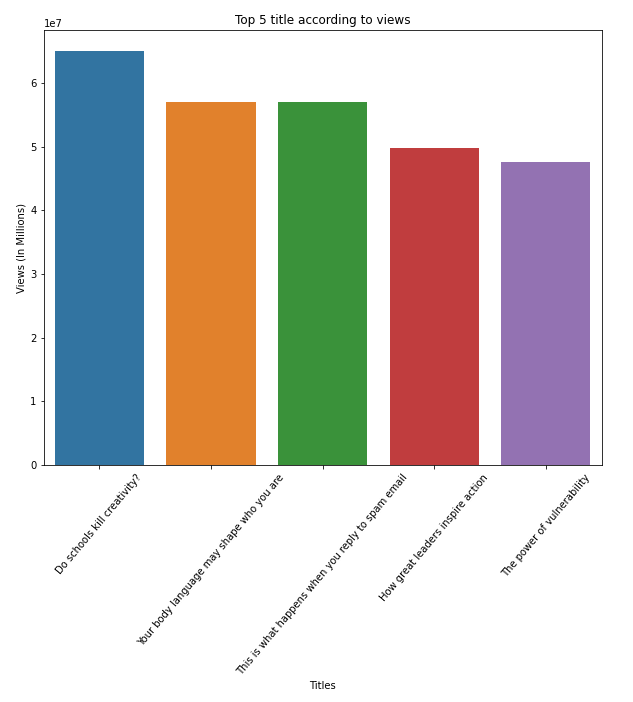 Top 5 title according to views
1e7
6
5
4
3
2
1
0
Views (In Millions)
Do schools kill creativity?
Your body language may shape who you are
This is what happens when you reply to spam email
How great leaders inspire action
The power of vulnerability
Titles